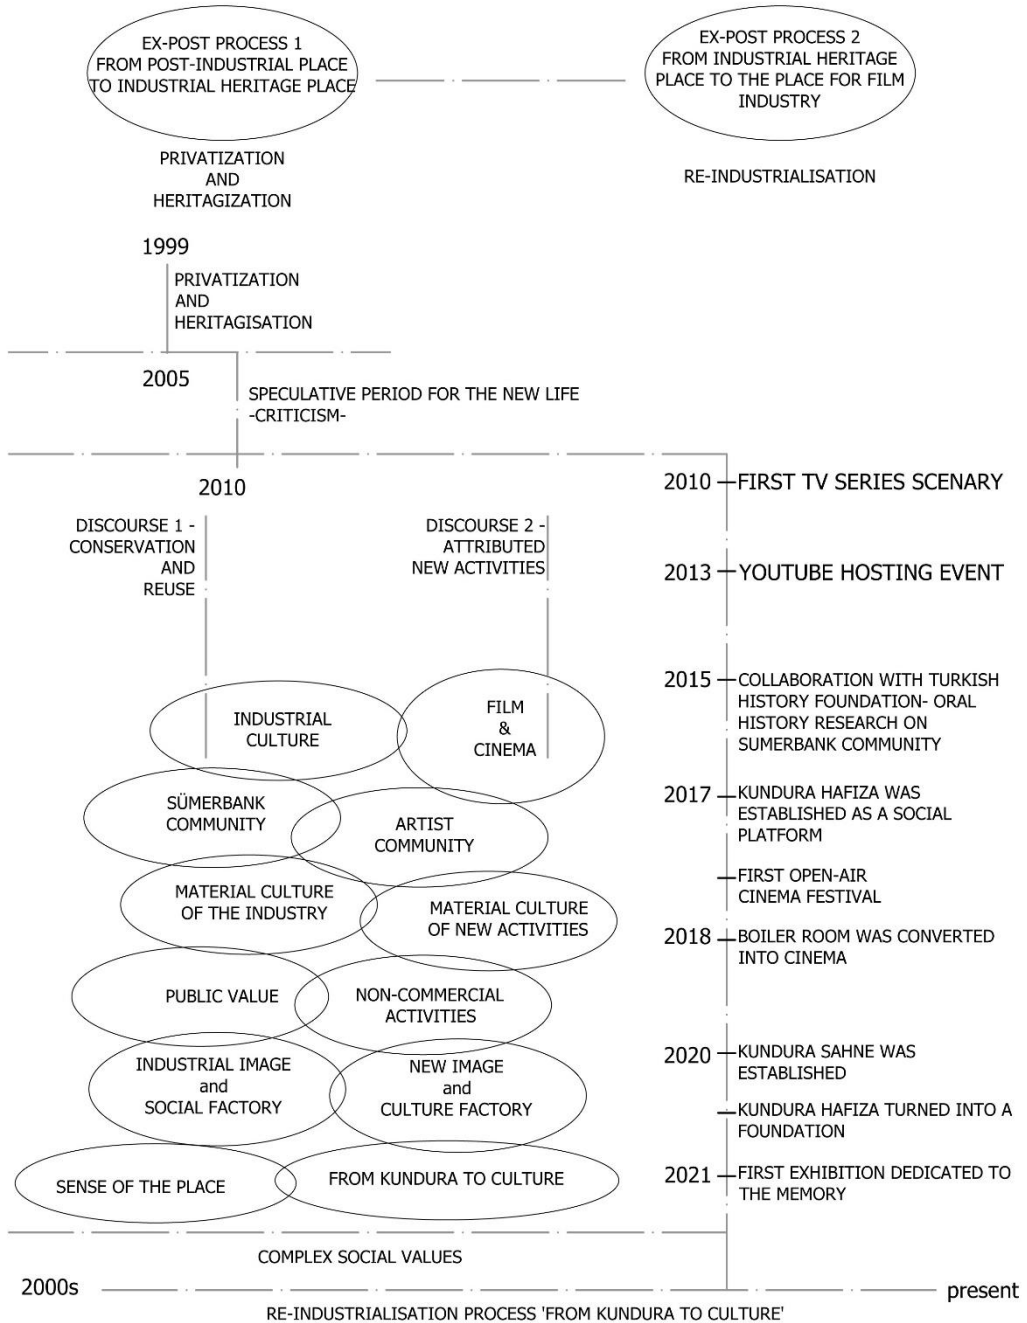 EX-POST PROCESS 1
FROM POST-INDUSTRIAL PLACE
TO INDUSTRIAL HERITAGE PLACE
EX-POST PROCESS 2
FROM INDUSTRIAL HERITAGE
PLACE TO THE PLACE FOR FILM
INDUSTRY
PRIVATIZATION
AND
HERITAGIZATION
RE-INDUSTRIALISATION
1999
PRIVATIZATION
AND
HERITAGISATION
2005
SPECULATIVE PERIOD FOR THE NEW LIFE
-CRITICISM-
2010
DISCOURSE 1 -
CONSERVATION
AND
REUSE
DISCOURSE 2 -
ATTRIBUTED
NEW ACTIVITIES
INDUSTRIAL
CULTURE
FILM
&
CINEMA
SÜMERBANK
COMMUNITY
ARTIST
COMMUNITY
MATERIAL CULTURE
OF THE INDUSTRY
MATERIAL CULTURE
OF NEW ACTIVITIES
PUBLIC VALUE
NON-COMMERCIAL
ACTIVITIES
INDUSTRIAL IMAGE
and
SOCIAL FACTORY
NEW IMAGE
and
CULTURE FACTORY
SENSE OF THE PLACE
FROM KUNDURA TO CULTURE
2010 FIRST TV SERIES SCENARY
2013 YOUTUBE HOSTING EVENT
2015 COLLABORATION WITH TURKISH
HISTORY FOUNDATION- ORAL
HISTORY RESEARCH ON
SUMERBANK COMMUNITY
2017 KUNDURA HAFIZA WAS
ESTABLISHED AS A SOCIAL
PLATFORM
FIRST OPEN-AIR
CINEMA FESTIVAL
2018 BOILER ROOM WAS CONVERTED
INTO CINEMA
2020 KUNDURA SAHNE WAS
ESTABLISHED
KUNDURA HAFIZA TURNED INTO A
FOUNDATION
2021 FIRST EXHIBITION DEDICATED TO
THE MEMORY
COMPLEX SOCIAL VALUES
2000s
present
RE-INDUSTRIALISATION PROCESS 'FROM KUNDURA TO CULTURE'